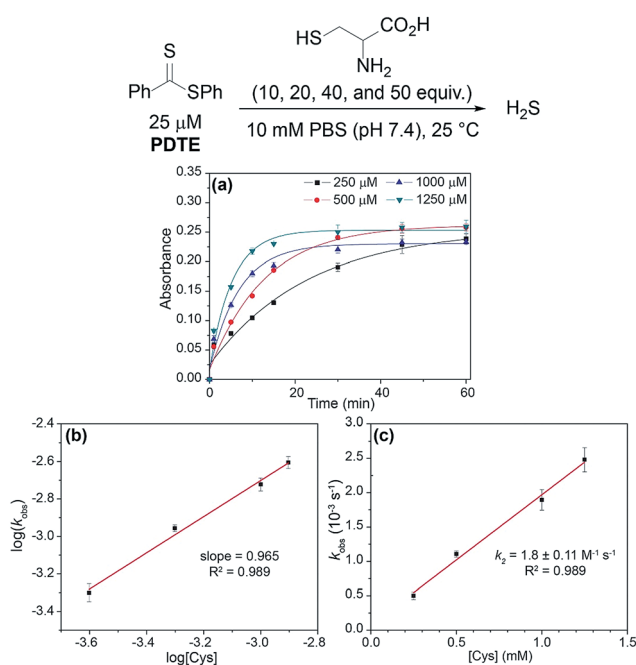 HS
CO₂H
NH₂
S
Ph
SPh
25 μM
PDTE
(10, 20, 40, and 50 equiv.)
10 mM PBS (pH 7.4), 25 °C
H₂S
(a)
250 μM
1000 μM
500 μM
1250 μM
Absorbance
0.35
0.30
0.25
0.20
0.15
0.10
0.05
0.00
0
20
40
60
Time (min)
(b)
log(kobs)
-2.4
-2.6
-2.8
-3.0
-3.2
-3.4
slope = 0.965
R² = 0.989
-3.6
-3.4
-3.2
-3.0
-2.8
log[Cys]
(c)
kobs (10⁻³ s⁻¹)
3.0
2.5
2.0
1.5
1.0
0.5
0.0
k₂ = 1.8 ± 0.11 M⁻¹ s⁻¹
R² = 0.989
0.0
0.5
1.0
1.5
[Cys] (mM)